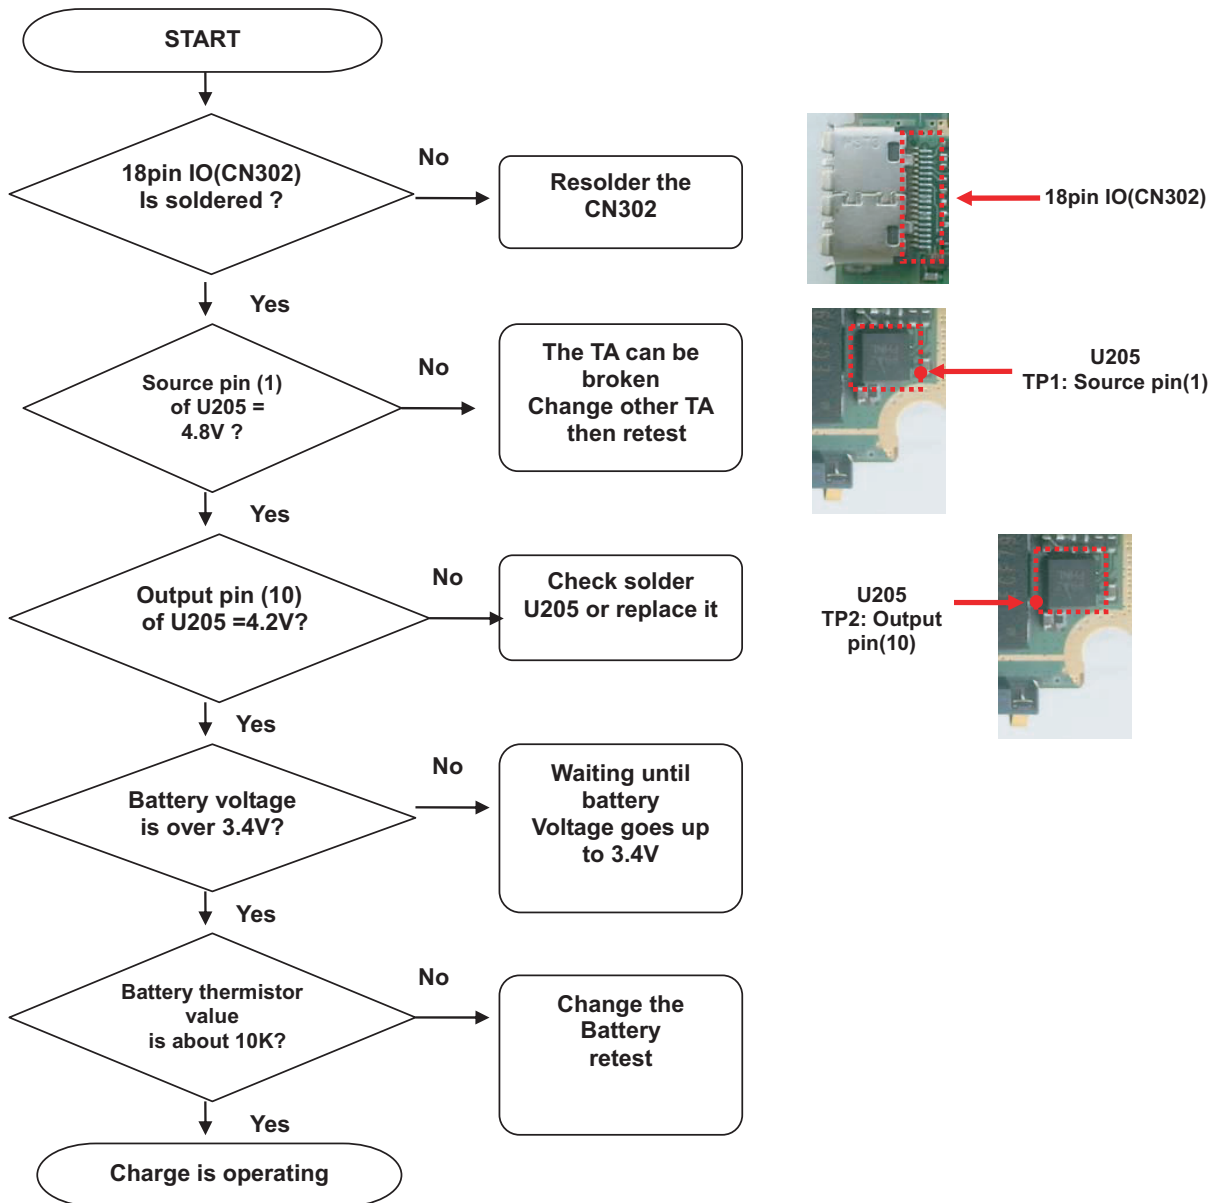 START
18pin IO(CN302)
Is soldered ?
No
Resolder the
CN302
18pin IO(CN302)
Yes
Source pin (1)
of U205 =
4.8V ?
No
The TA can be
broken
Change other TA
then retest
U205
TP1: Source pin(1)
Yes
Output pin (10)
of U205 =4.2V?
No
Check solder
U205 or replace it
U205
TP2: Output
pin(10)
Yes
Battery voltage
is over 3.4V?
No
Waiting until
battery
Voltage goes up
to 3.4V
Yes
Battery thermistor
value
is about 10K?
No
Change the
Battery
retest
Yes
Charge is operating